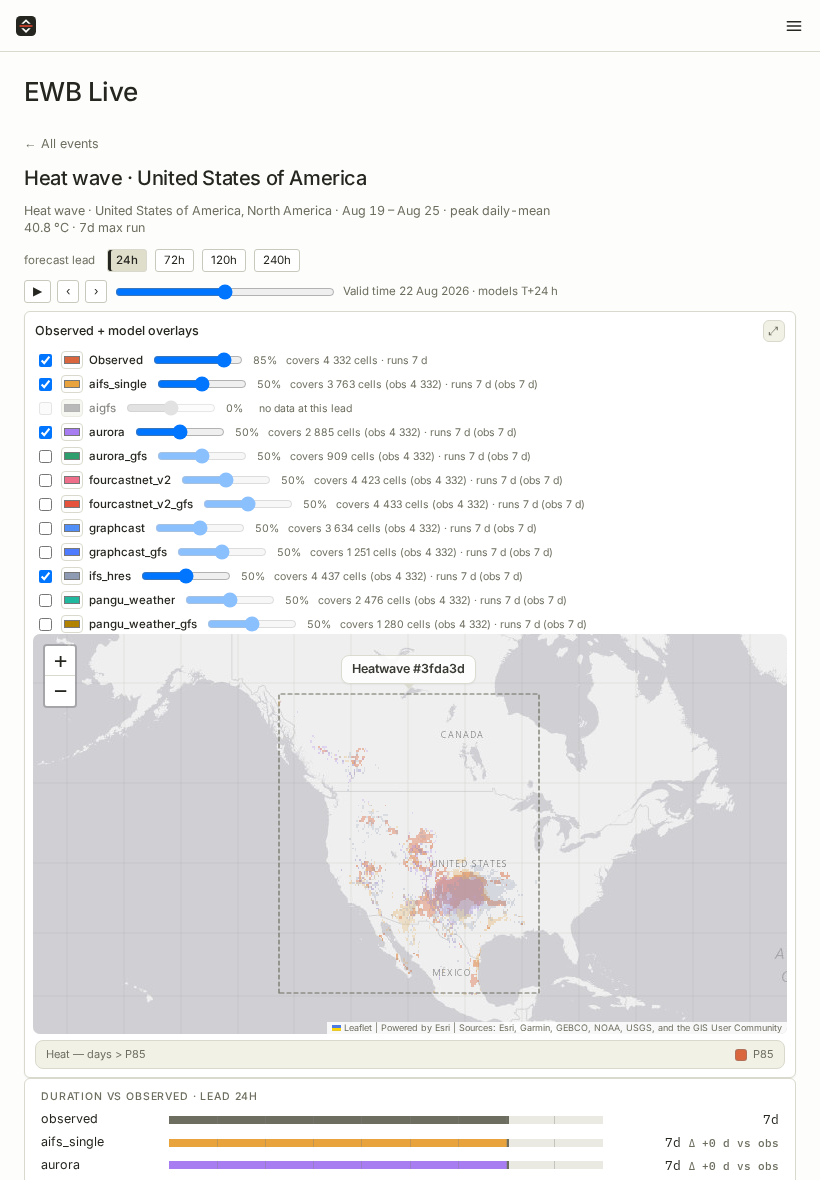 EWB Live
← All events
Heat wave · United States of America
Heat wave · United States of America, North America · Aug 19 – Aug 25 · peak daily-mean
40.8 °C · 7d max run
forecast lead 24h 72h 120h 240h
▶ ‹ › Valid time 22 Aug 2026 · models T+24 h
Observed + model overlays
Observed 85% covers 4 332 cells · runs 7 d
aifs_single 50% covers 3 763 cells (obs 4 332) · runs 7 d (obs 7 d)
aigfs 0% no data at this lead
aurora 50% covers 2 885 cells (obs 4 332) · runs 7 d (obs 7 d)
aurora_gfs 50% covers 909 cells (obs 4 332) · runs 7 d (obs 7 d)
fourcastnet_v2 50% covers 4 423 cells (obs 4 332) · runs 7 d (obs 7 d)
fourcastnet_v2_gfs 50% covers 4 433 cells (obs 4 332) · runs 7 d (obs 7 d)
graphcast 50% covers 3 634 cells (obs 4 332) · runs 7 d (obs 7 d)
graphcast_gfs 50% covers 1 251 cells (obs 4 332) · runs 7 d (obs 7 d)
ifs_hres 50% covers 4 437 cells (obs 4 332) · runs 7 d (obs 7 d)
pangu_weather 50% covers 2 476 cells (obs 4 332) · runs 7 d (obs 7 d)
pangu_weather_gfs 50% covers 1 280 cells (obs 4 332) · runs 7 d (obs 7 d)
+
−
Heatwave #3fda3d
CANADA
UNITED STATES
MÉXICO
Leaflet | Powered by Esri | Sources: Esri, Garmin, GEBCO, NOAA, USGS, and the GIS User Community
Heat — days > P85 P85
DURATION VS OBSERVED · LEAD 24H
observed 7d
aifs_single 7d Δ +0 d vs obs
aurora 7d Δ +0 d vs obs